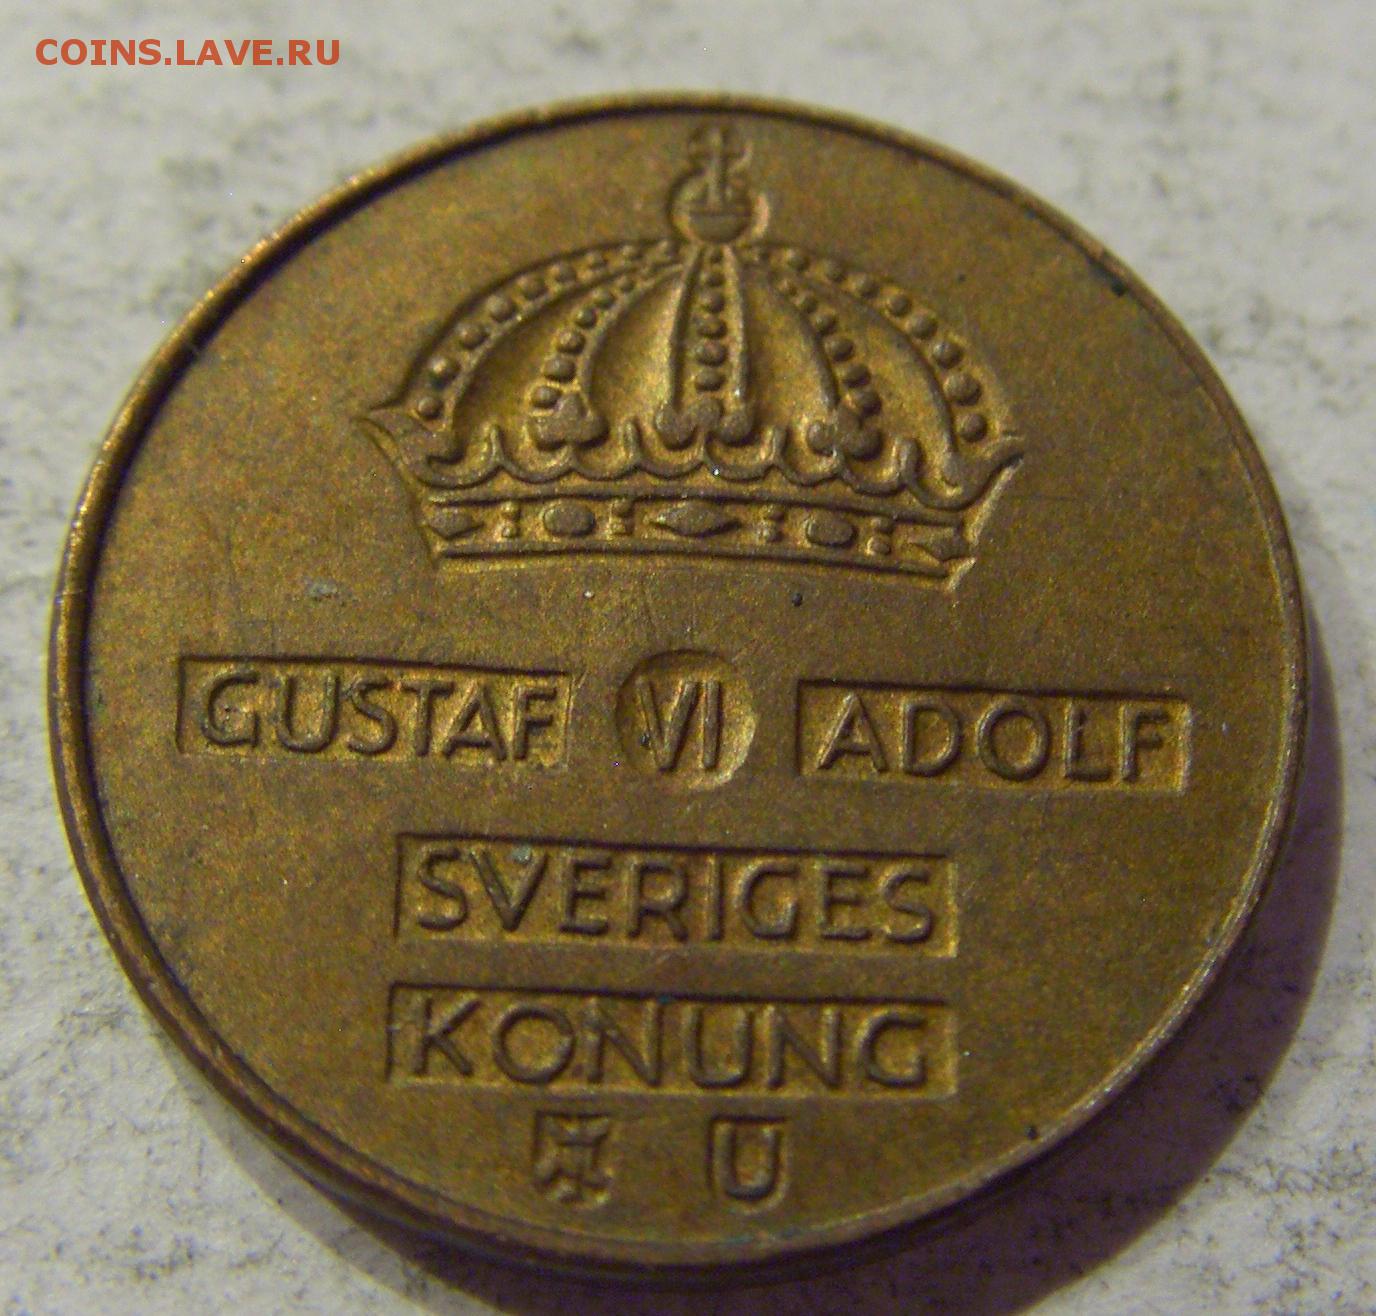 COINS.LAVE.RU
GUSTAF VI ADOLF
SVERIGES
KONUNG
U